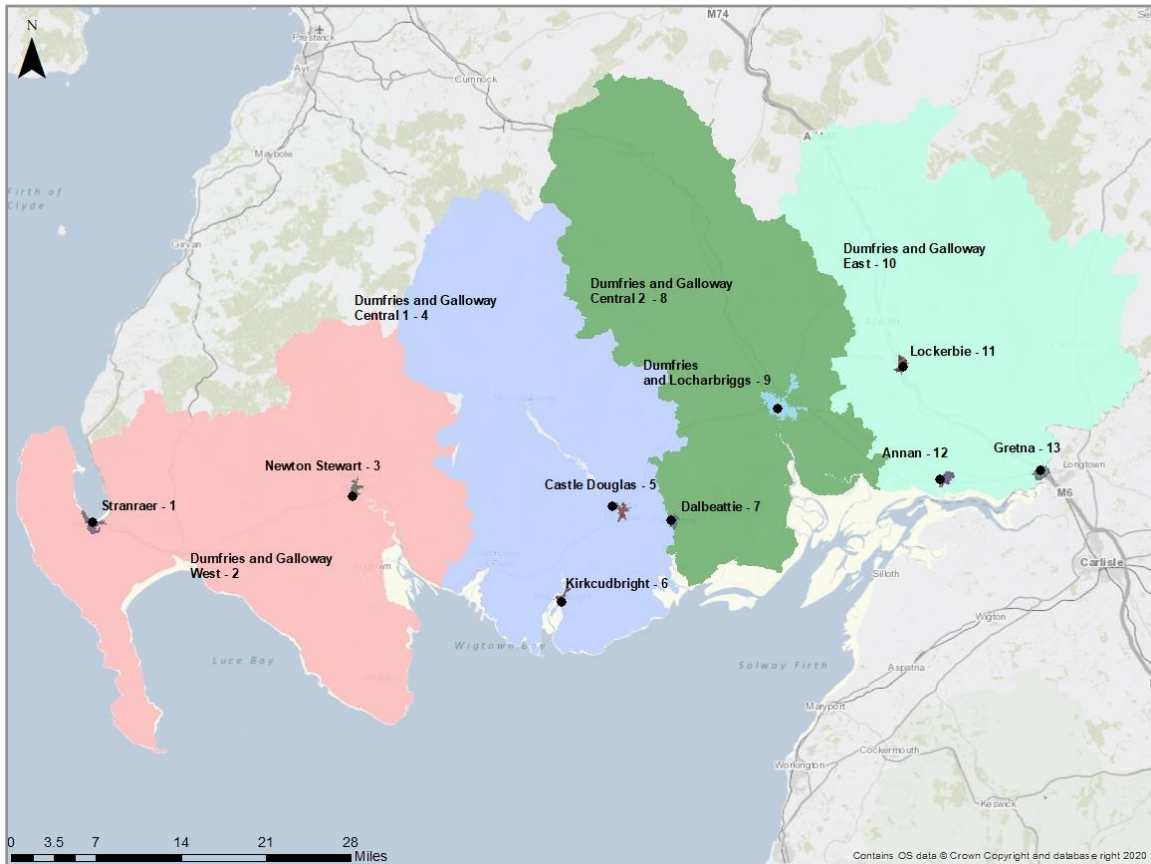 N
M74
Prestwick
Ayr
Cumnock
Maybole
Firth of
Clyde
Girvan
Dumfries and Galloway
East - 10
Dumfries and Galloway
Central 2 - 8
Dumfries and Galloway
Central 1 - 4
Lockerbie - 11
Dumfries
and Locharbriggs - 9
Newton Stewart - 3
Annan - 12
Gretna - 13
Longtown
Castle Douglas - 5
M6
Stranraer - 1
Dalbeattie - 7
Dumfries and Galloway
West - 2
Carlisle
Silloth
Kirkcudbright - 6
Wigton
Wigtown Bay
Luce Bay
Solway Firth
Aspatria
Maryport
Cockermouth
Workington
Keswick
0 3.5 7 14 21 28
Miles
Contains OS data © Crown Copyright and database right 2020